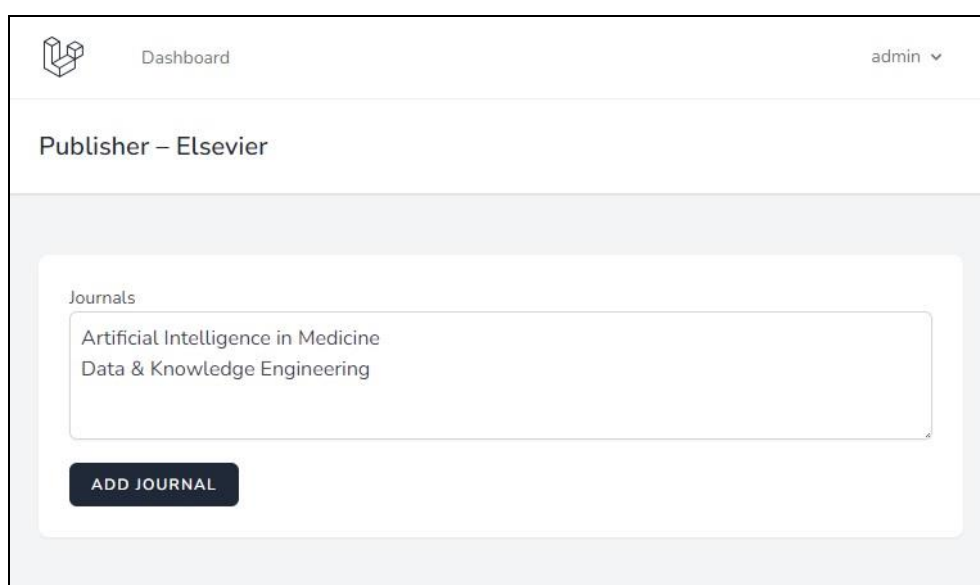 Dashboard
admin
Publisher – Elsevier
Journals
Artificial Intelligence in Medicine
Data & Knowledge Engineering
ADD JOURNAL